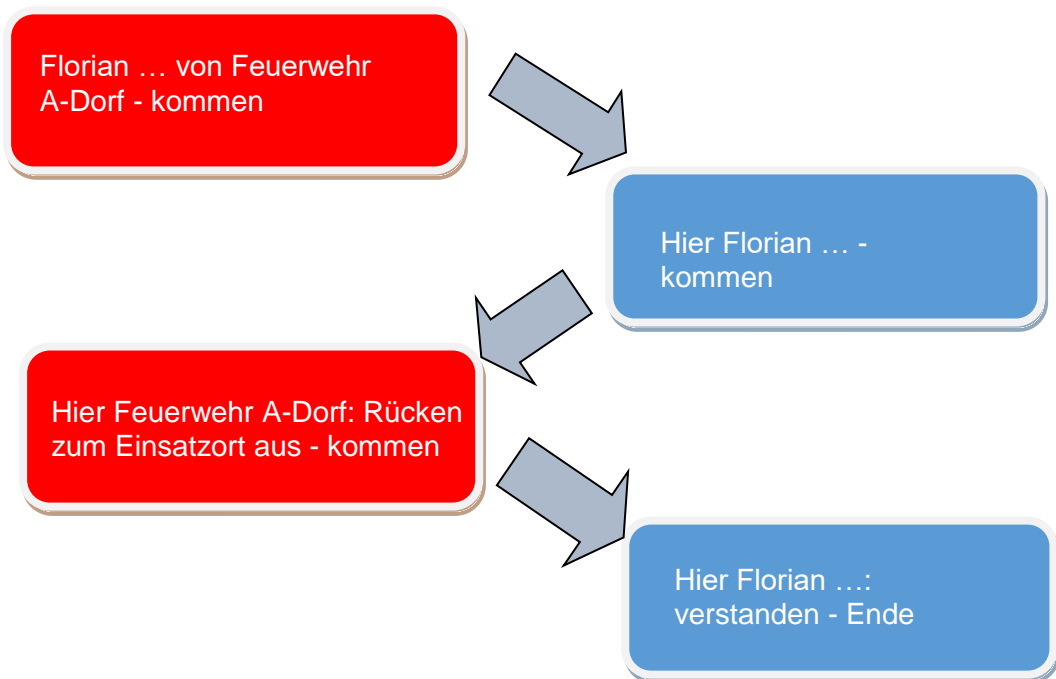 Florian … von Feuerwehr
A-Dorf - kommen
Hier Florian … -
kommen
Hier Feuerwehr A-Dorf: Rücken
zum Einsatzort aus - kommen
Hier Florian …:
verstanden - Ende